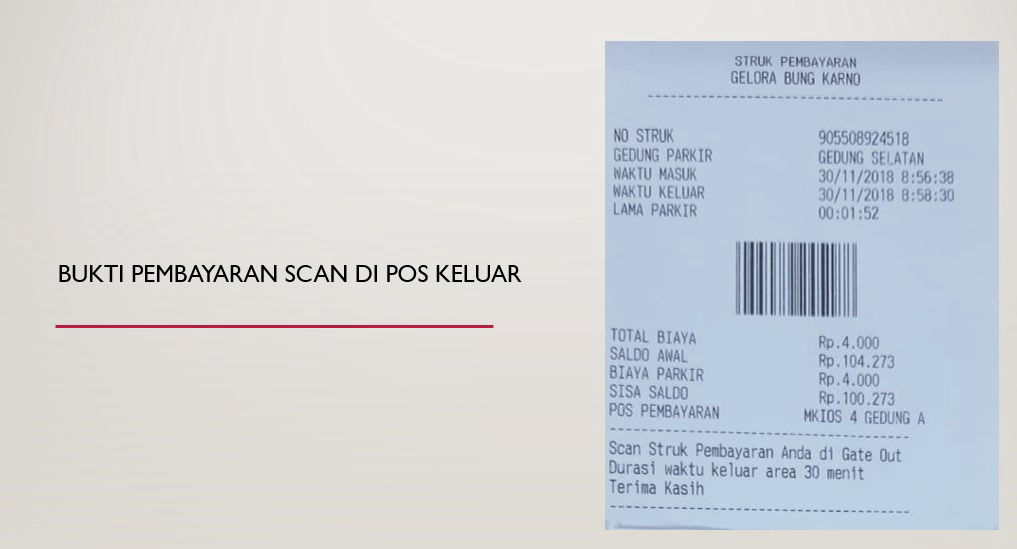 BUKTI PEMBAYARAN SCAN DI POS KELUAR
STRUK PEMBAYARAN
GELORA BUNG KARNO
NO STRUK 905508924518
GEDUNG PARKIR GEDUNG SELATAN
WAKTU MASUK 30/11/2018 8:56:38
WAKTU KELUAR 30/11/2018 8:58:30
LAMA PARKIR 00:01:52
TOTAL BIAYA Rp.4.000
SALDO AWAL Rp.104.273
BIAYA PARKIR Rp.4.000
SISA SALDO Rp.100.273
POS PEMBAYARAN MKIOS 4 GEDUNG A
Scan Struk Pembayaran Anda di Gate Out
Durasi waktu keluar area 30 menit
Terima Kasih